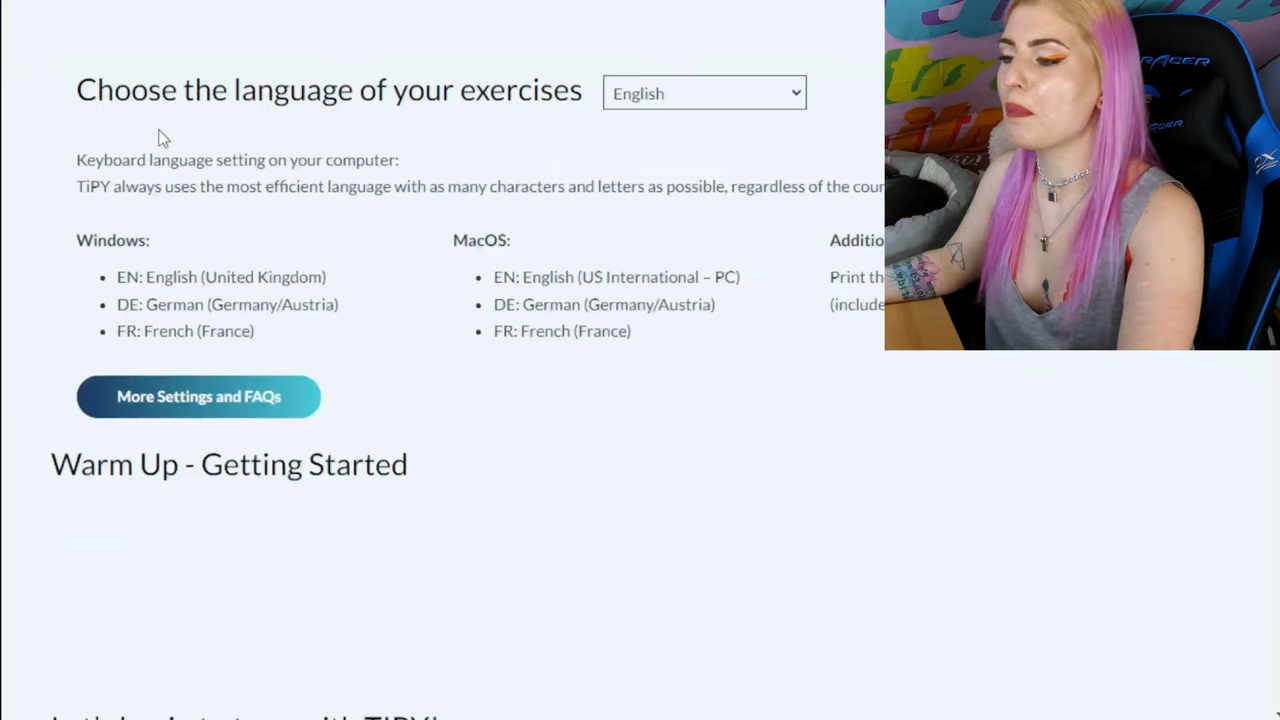 Choose the language of your exercises
English
Keyboard language setting on your computer:
TiPY always uses the most efficient language with as many characters and letters as possible, regardless of the
Windows:
EN: English (United Kingdom)
DE: German (Germany/Austria)
FR: French (France)
MacOS:
EN: English (US International – PC)
DE: German (Germany/Austria)
FR: French (France)
Print
(include
More Settings and FAQs
Warm Up - Getting Started
with TIPY!